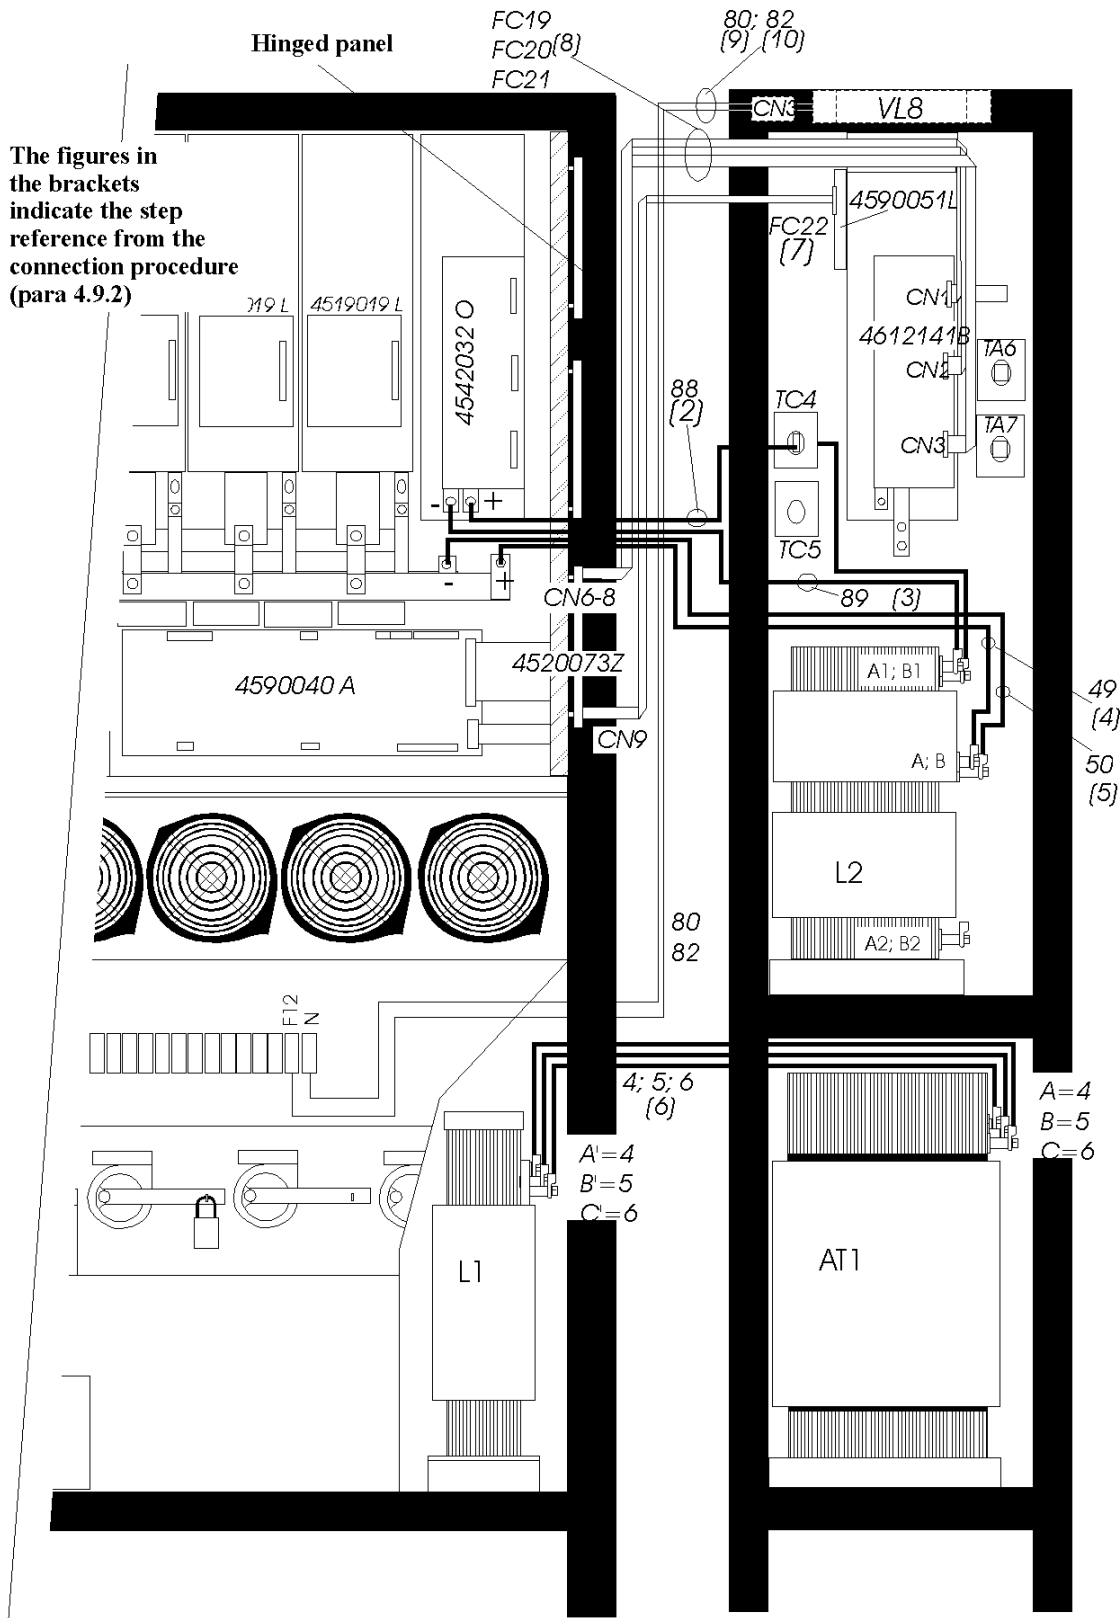 FC19
FC20 (8)
FC21
80; 82
(9) (10)
Hinged panel
CN3
VL8
The figures in
the brackets
indicate the step
reference from the
connection procedure
(para 4.9.2)
4590051L
FC22
(7)
CN1
4612141B
CN2
CN3
TA6
TA7
TC4
TC5
19 L
4519019 L
4542032 O
88
(2)
- +
- +
CN6-8
89 (3)
4590040 A
4520073Z
CN9
A1; B1
49
(4)
A; B
50
(5)
L2
A2; B2
80
82
F12
N
4; 5; 6
(6)
A=4
B=5
C=6
A'=4
B'=5
C'=6
L1
AT1